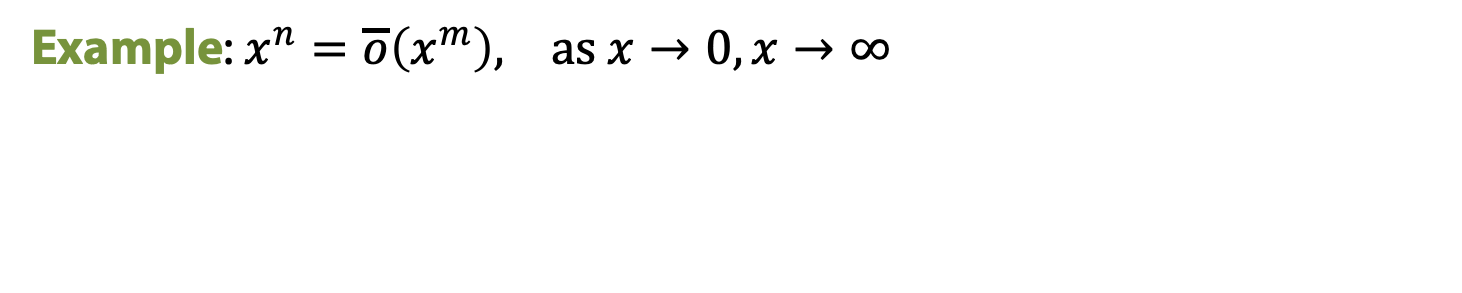 Example: xⁿ = o̅(xᵐ), as x → 0, x → ∞